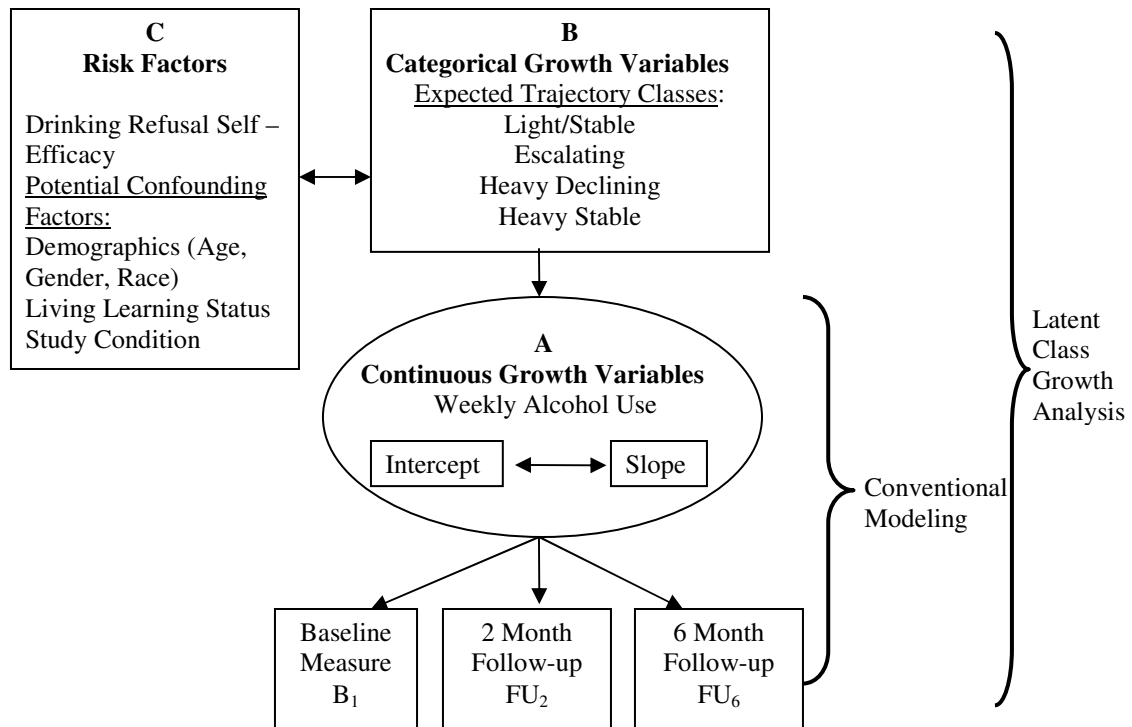 C
Risk Factors
Drinking Refusal Self –
Efficacy
Potential Confounding
Factors:
Demographics (Age,
Gender, Race)
Living Learning Status
Study Condition
B
Categorical Growth Variables
Expected Trajectory Classes:
Light/Stable
Escalating
Heavy Declining
Heavy Stable
A
Continuous Growth Variables
Weekly Alcohol Use
Intercept
Slope
Baseline
Measure
B₁
2 Month
Follow-up
FU₂
6 Month
Follow-up
FU₆
Conventional
Modeling
Latent
Class
Growth
Analysis